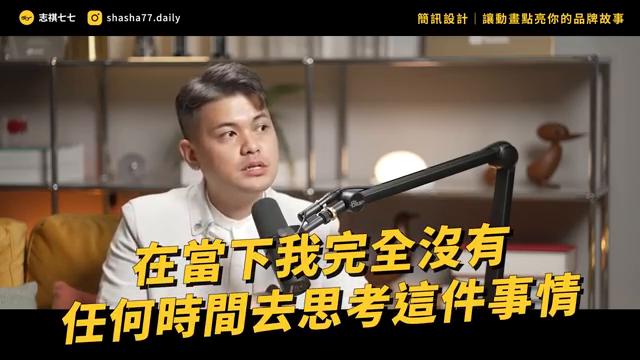 志祺七七
shasha77.daily
簡訊設計｜讓動畫點亮你的品牌故事
在當下我完全沒有
任何時間去思考這件事情